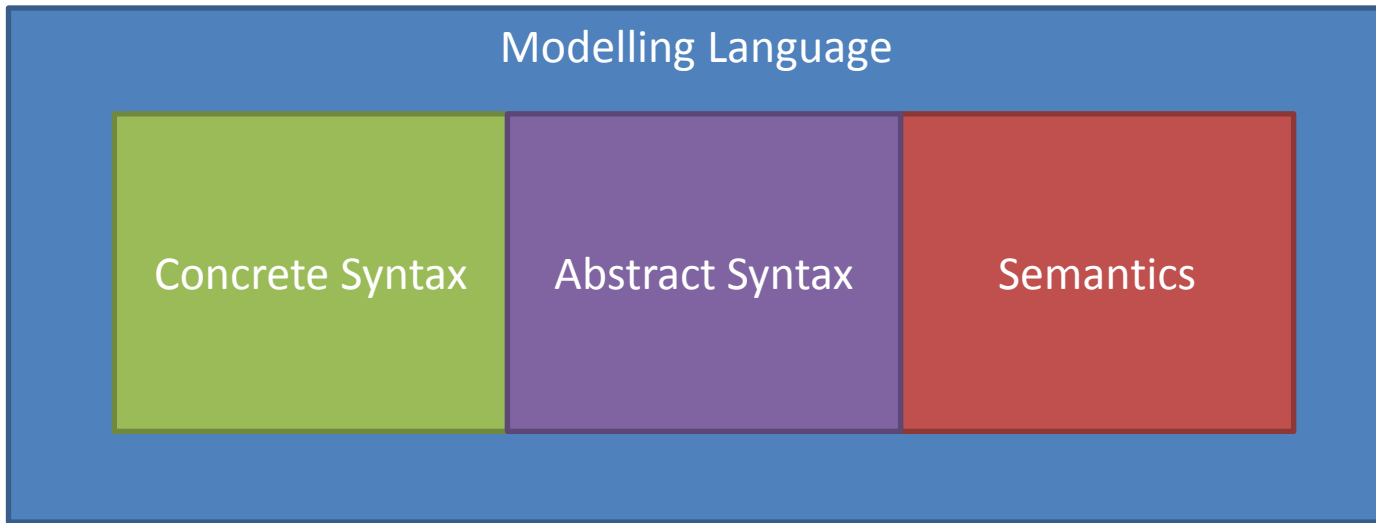 Modelling Language
Concrete Syntax
Abstract Syntax
Semantics